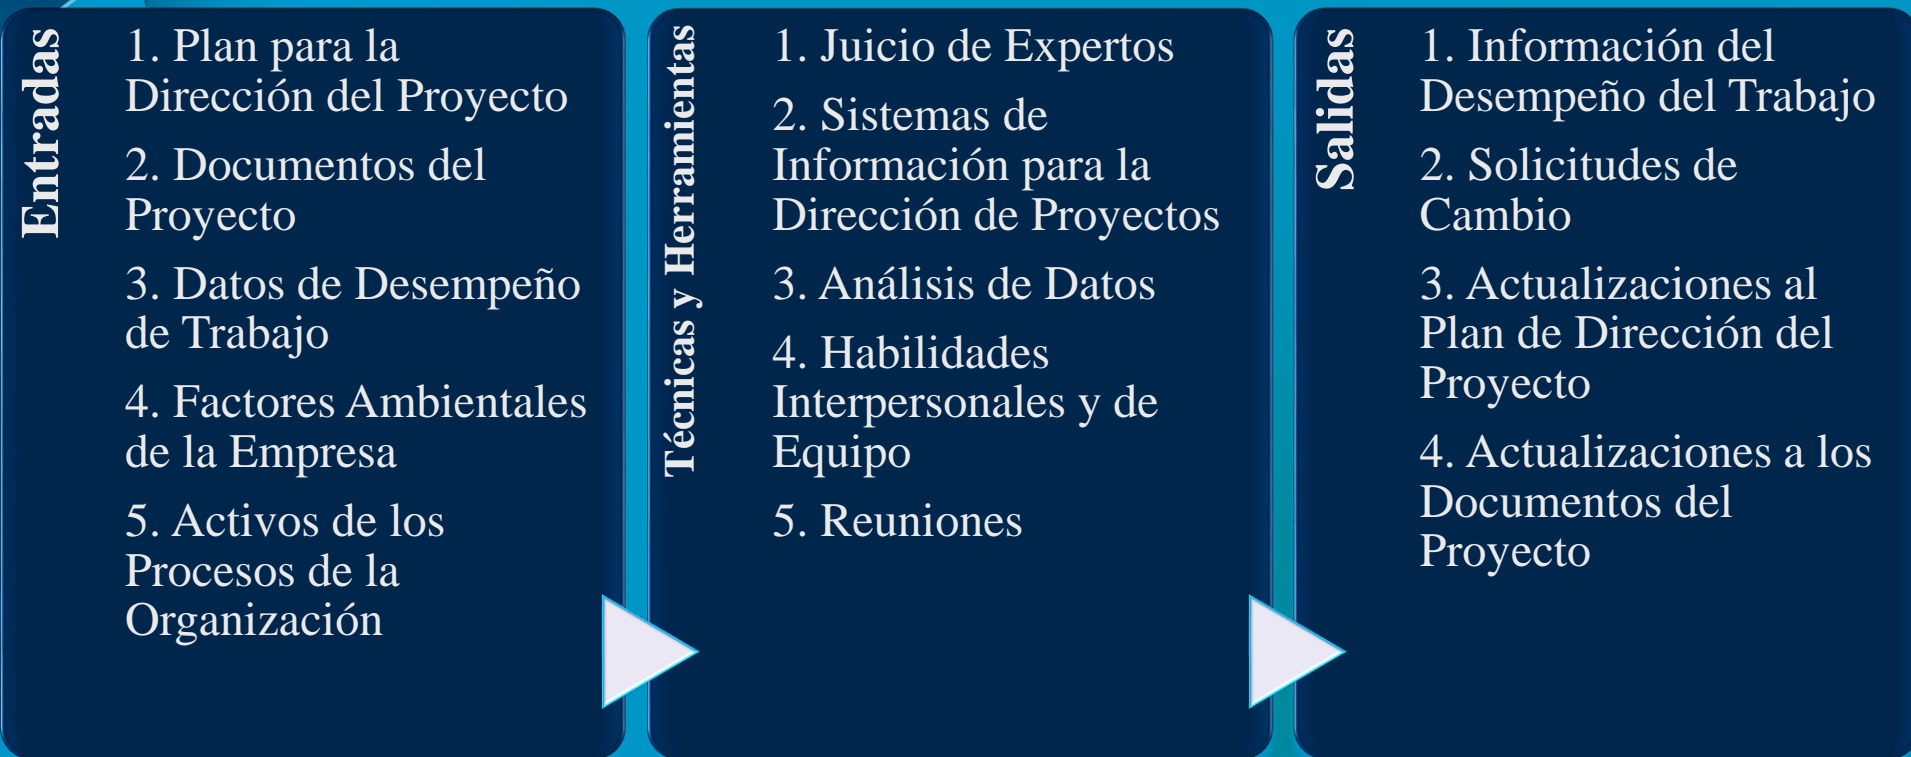 Entradas
1. Plan para la
Dirección del Proyecto
2. Documentos del
Proyecto
3. Datos de Desempeño
de Trabajo
4. Factores Ambientales
de la Empresa
5. Activos de los
Procesos de la
Organización
Técnicas y Herramientas
1. Juicio de Expertos
2. Sistemas de
Información para la
Dirección de Proyectos
3. Análisis de Datos
4. Habilidades
Interpersonales y de
Equipo
5. Reuniones
Salidas
1. Información del
Desempeño del Trabajo
2. Solicitudes de
Cambio
3. Actualizaciones al
Plan de Dirección del
Proyecto
4. Actualizaciones a los
Documentos del
Proyecto